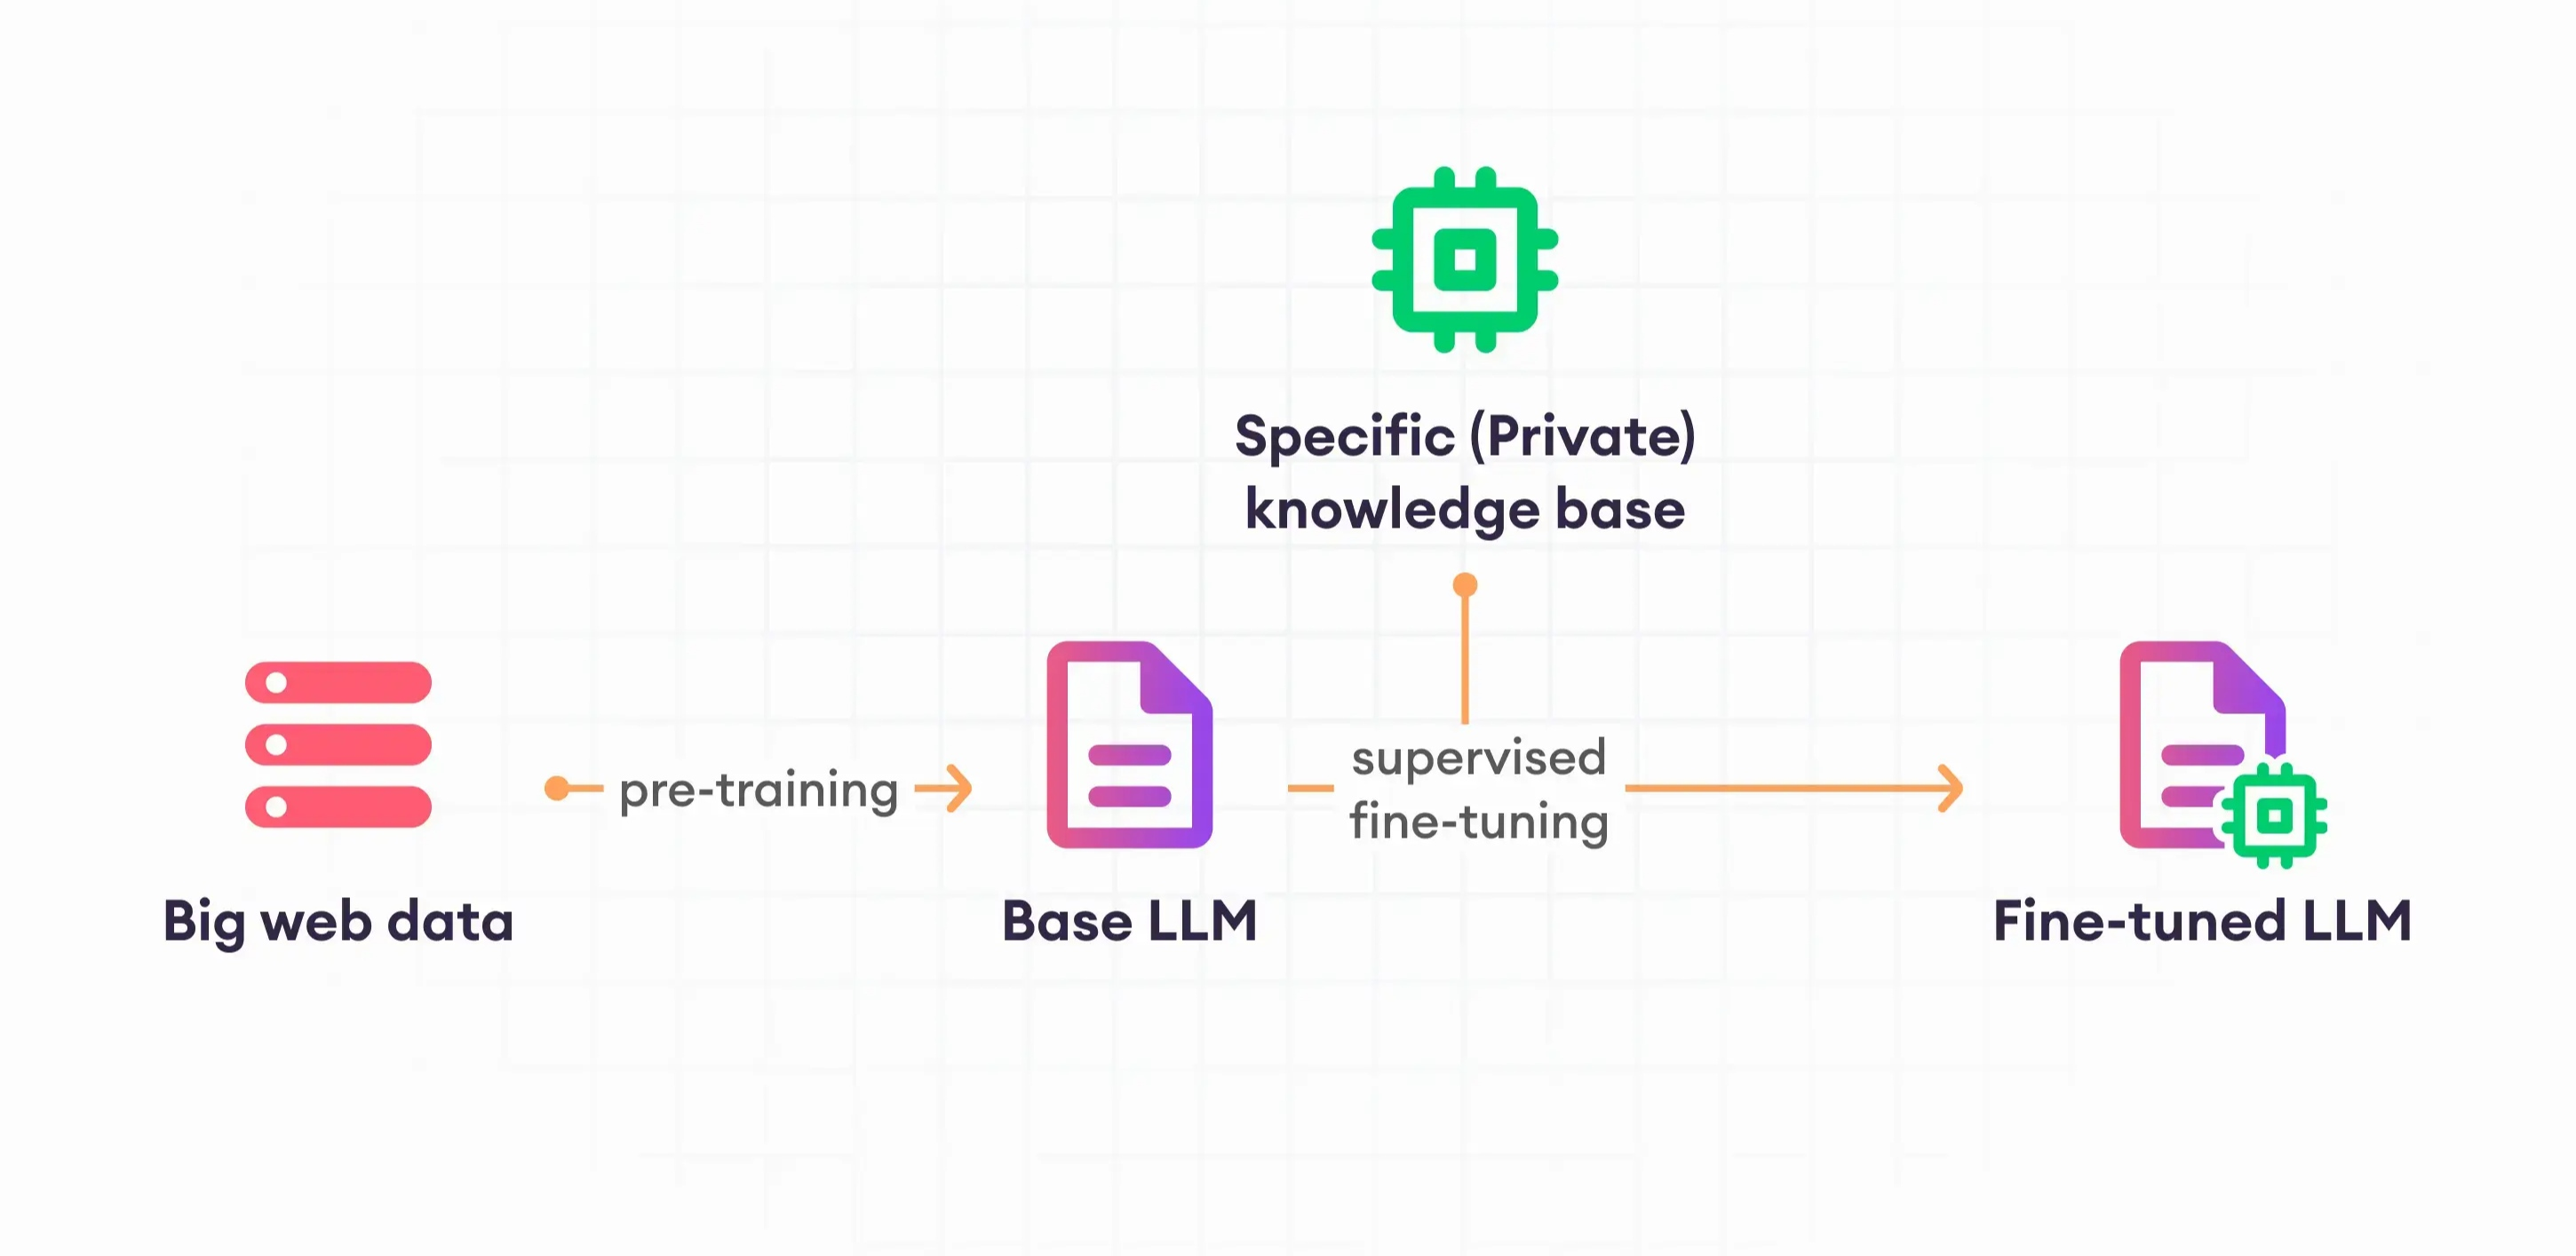 Specific (Private)
knowledge base
pre-training
supervised
fine-tuning
Big web data
Base LLM
Fine-tuned LLM